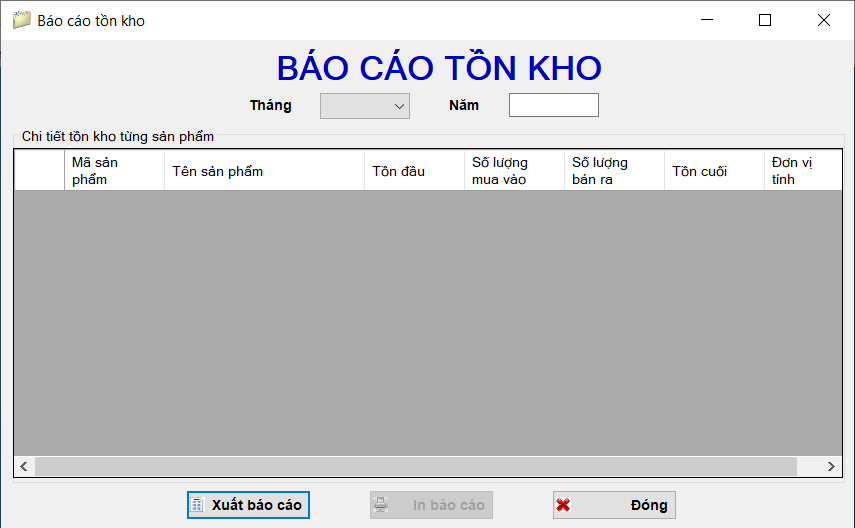 Báo cáo tồn kho
BÁO CÁO TỒN KHO
Tháng Năm
Chi tiết tồn kho từng sản phẩm
Mã sản phẩm
Tên sản phẩm
Tồn đầu
Số lượng mua vào
Số lượng bán ra
Tồn cuối
Đơn vị tính
Xuất báo cáo In báo cáo Đóng